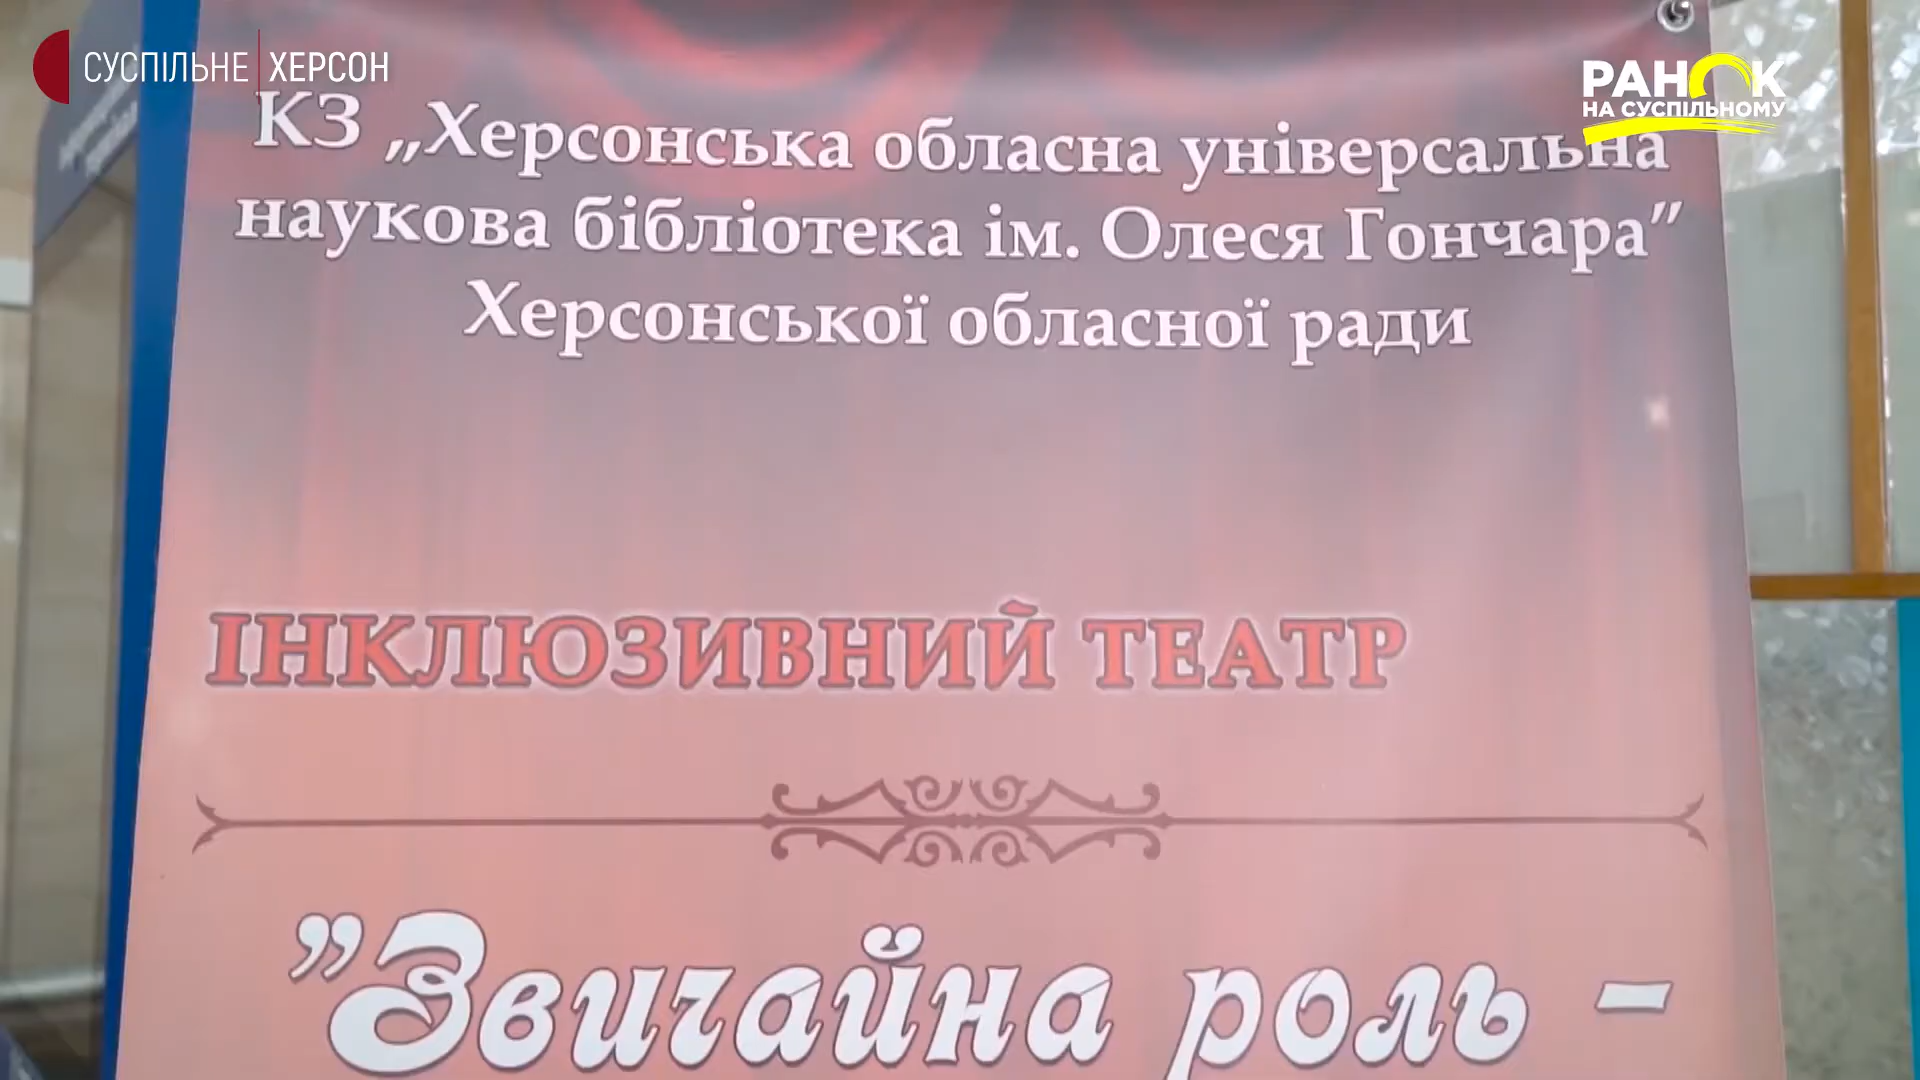 СУСПІЛЬНЕ ХЕРСОН
РАНОК
НА СУСПІЛЬНОМУ
КЗ „Херсонська обласна універсальна
наукова бібліотека ім. Олеся Гончара”
Херсонської обласної ради
ІНКЛЮЗИВНИЙ ТЕАТР
”Звичайна роль -